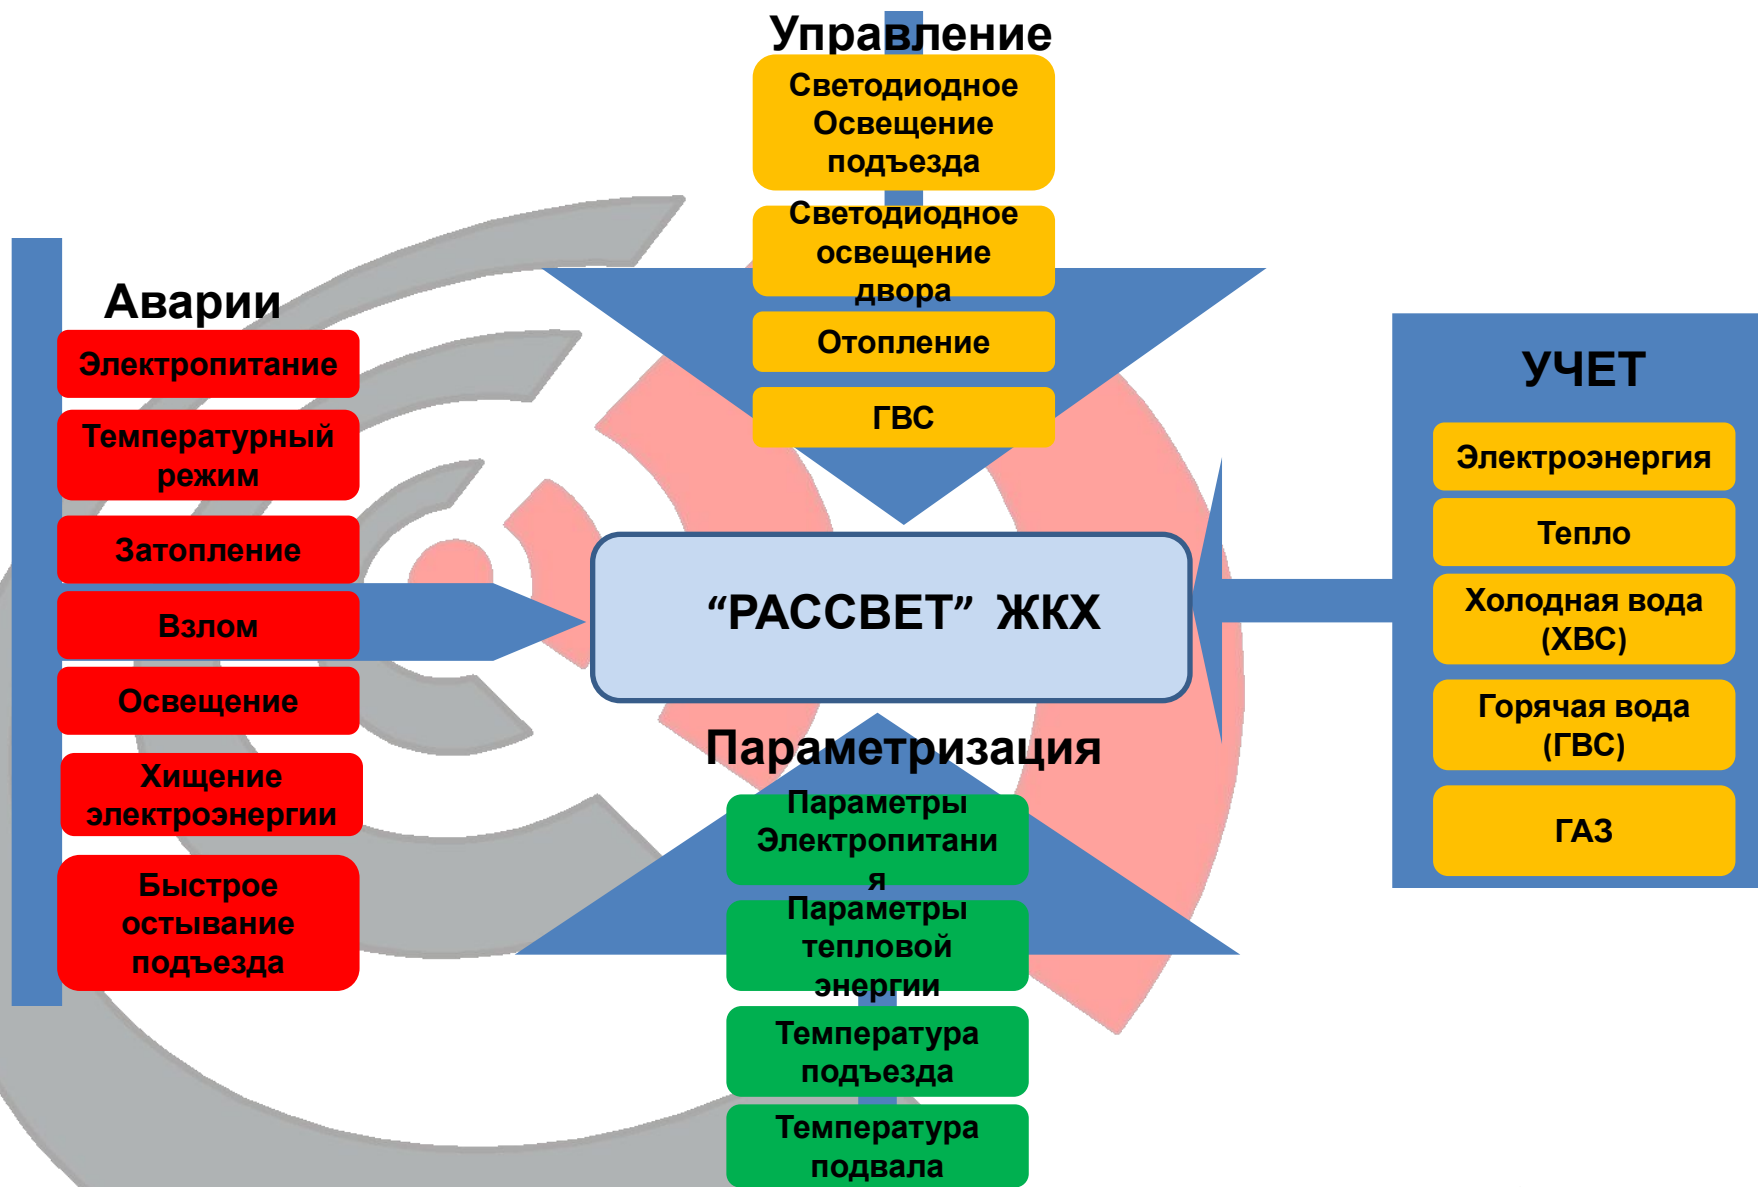 Управление
Светодиодное
Освещение
подъезда
Светодиодное
освещение
двора
Отопление
ГВС
Аварии
Электропитание
Температурный
режим
Затопление
Взлом
Освещение
Хищение
электроэнергии
Быстрое
остывание
подъезда
“РАССВЕТ” ЖКХ
Параметризация
Параметры
Электропитани
я
Параметры
тепловой
энергии
Температура
подъезда
Температура
подвала
УЧЕТ
Электроэнергия
Тепло
Холодная вода
(ХВС)
Горячая вода
(ГВС)
ГАЗ